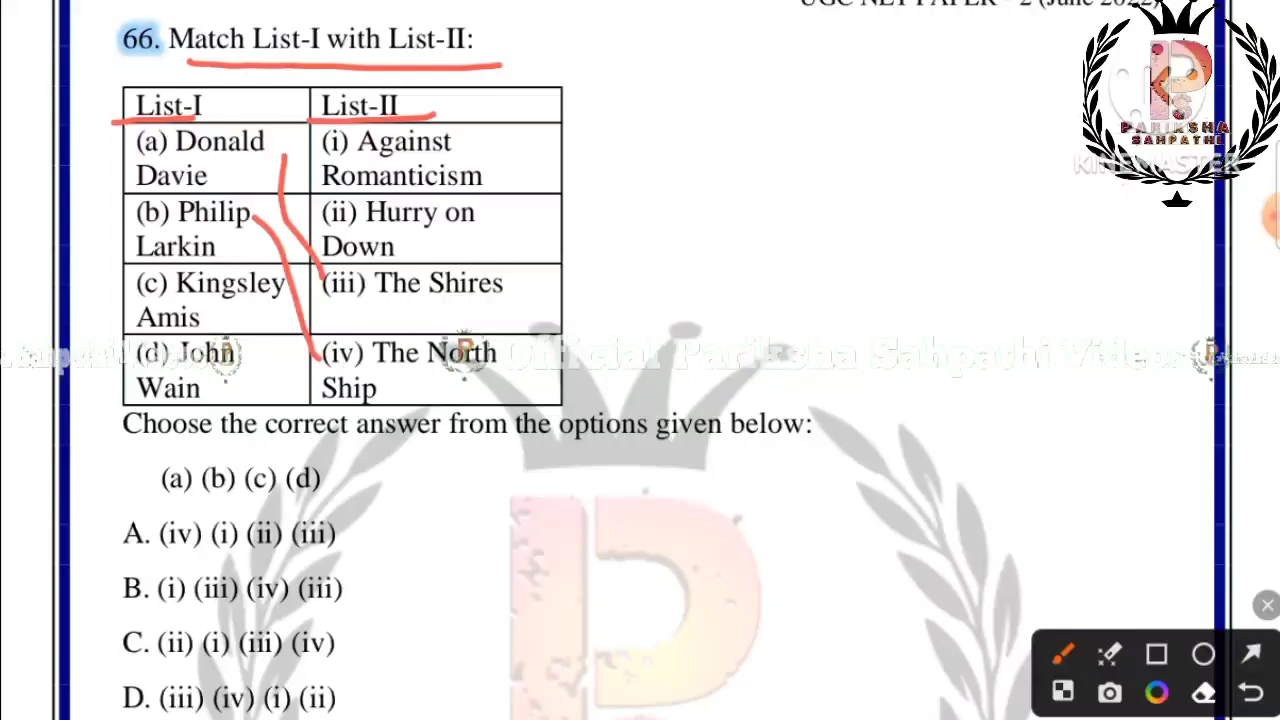 UGC NET PAPER - 2 (June 2022)
66. Match List-I with List-II:
List-I List-II
(a) Donald Davie (i) Against Romanticism
(b) Philip Larkin (ii) Hurry on Down
(c) Kingsley Amis (iii) The Shires
(d) John Wain (iv) The North Ship
Choose the correct answer from the options given below:
(a) (b) (c) (d)
A. (iv) (i) (ii) (iii)
B. (i) (iii) (iv) (iii)
C. (ii) (i) (iii) (iv)
D. (iii) (iv) (i) (ii)
PARIKSHA
SAHPATHI
KINEMASTER
Official Pariksha Sahpathi Videos